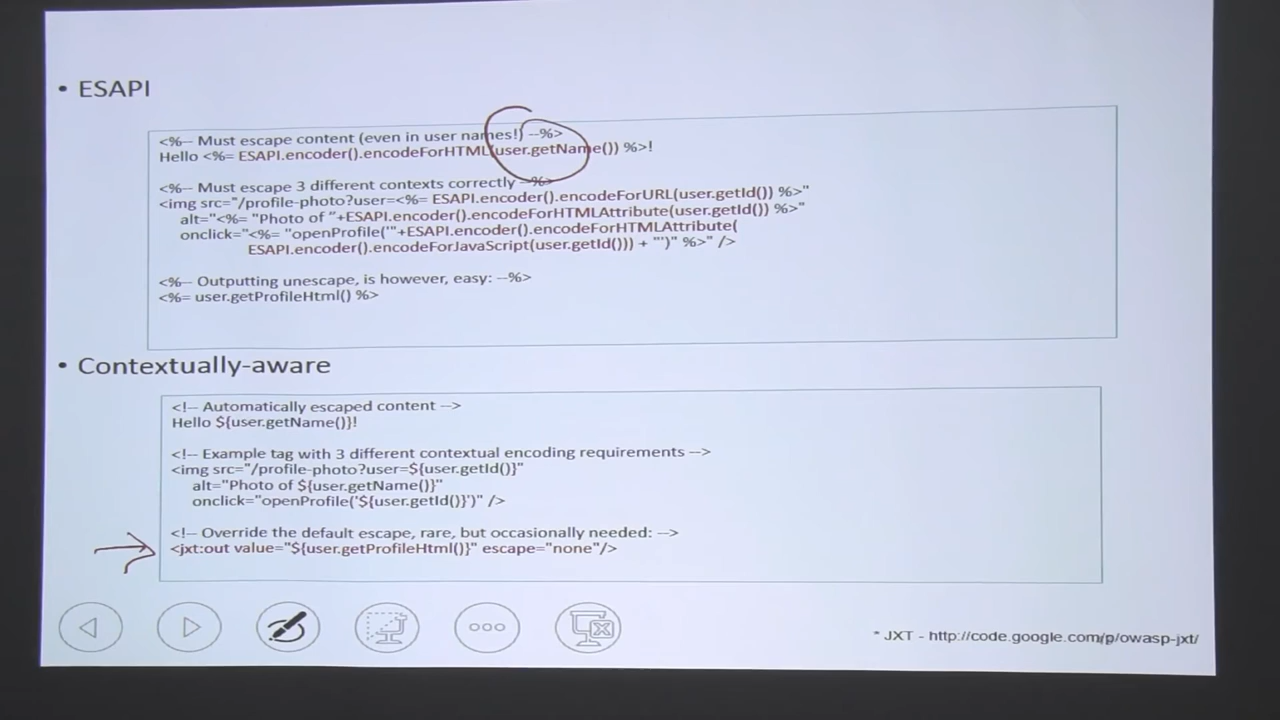 • ESAPI
<%-- Must escape content (even in user names!) --%>
Hello <%= ESAPI.encoder().encodeForHTML(user.getName()) %>!
<%-- Must escape 3 different contexts correctly --%>
<img src="/profile-photo?user=<%= ESAPI.encoder().encodeForURL(user.getId()) %>"
alt="<%= "Photo of "+ESAPI.encoder().encodeForHTMLAttribute(user.getId()) %>"
onclick="<%= "openProfile('"+ESAPI.encoder().encodeForHTMLAttribute(
ESAPI.encoder().encodeForJavaScript(user.getId())) + "')" %>" />
<%-- Outputting unescape, is however, easy: --%>
<%= user.getProfileHtml() %>
• Contextually-aware
<!-- Automatically escaped content -->
Hello ${user.getName()}!
<!-- Example tag with 3 different contextual encoding requirements -->
<img src="/profile-photo?user=${user.getId()}"
alt="Photo of ${user.getName()}"
onclick="openProfile('${user.getId()}')" />
<!-- Override the default escape, rare, but occasionally needed: -->
<jxt:out value="${user.getProfileHtml()}" escape="none"/>
* JXT - http://code.google.com/p/owasp-jxt/